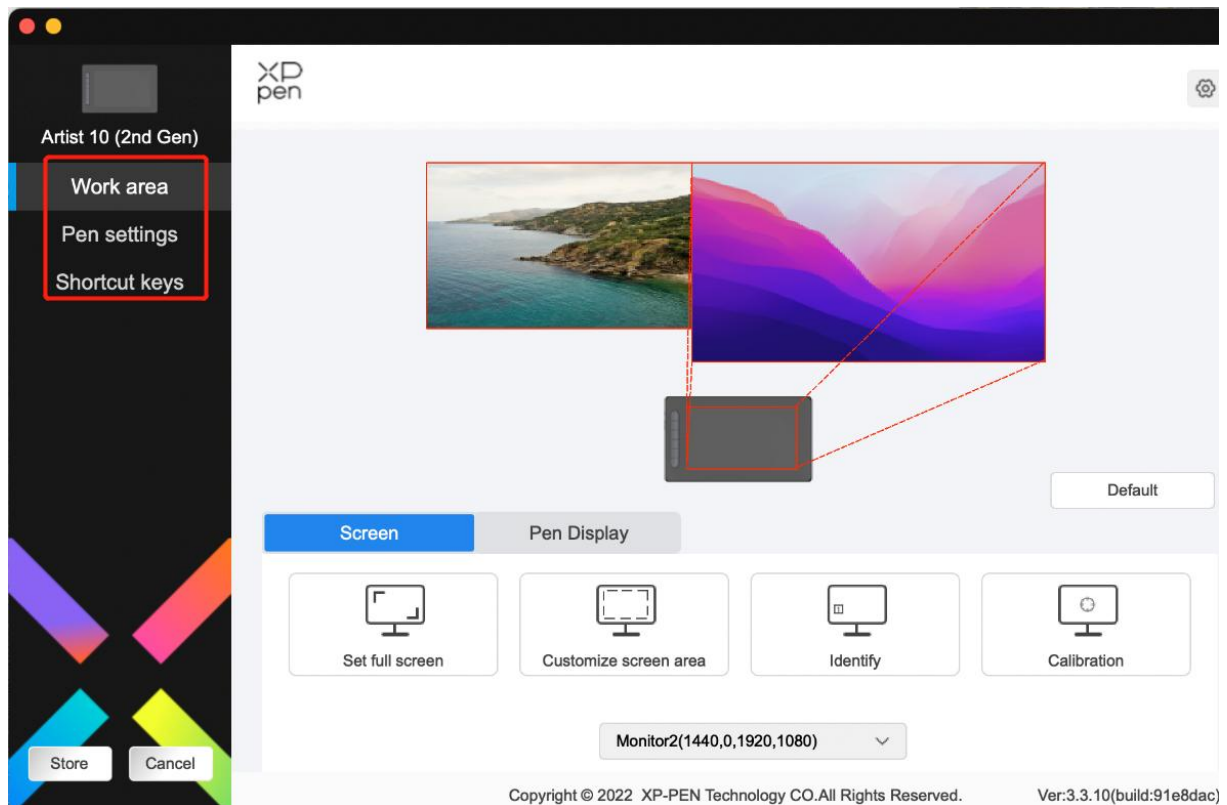 XP
pen
Artist 10 (2nd Gen)
Work area
Pen settings
Shortcut keys
Default
Screen
Pen Display
Set full screen
Customize screen area
Identify
Calibration
Monitor2(1440,0,1920,1080)
Store
Cancel
Copyright © 2022 XP-PEN Technology CO.All Rights Reserved.
Ver:3.3.10(build:91e8dac)